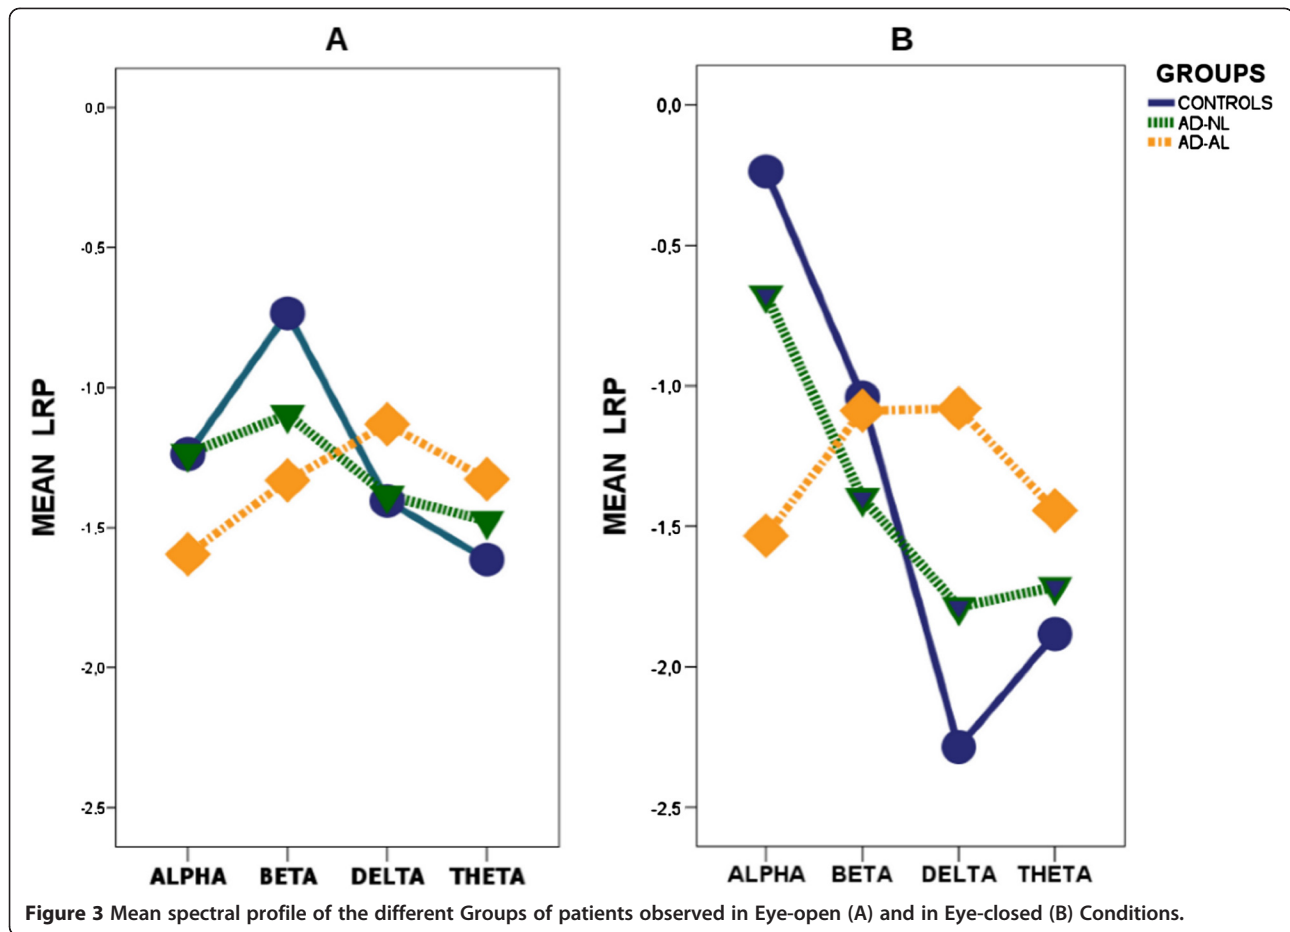 A
B
GROUPS
CONTROLS
AD-NL
AD-AL
MEAN LRP
0,0
-0,5
-1,0
-1,5
-2,0
-2,5
ALPHA BETA DELTA THETA
MEAN LRP
0,0
-0,5
-1,0
-1,5
-2,0
-2,5
ALPHA BETA DELTA THETA
Figure 3 Mean spectral profile of the different Groups of patients observed in Eye-open (A) and in Eye-closed (B) Conditions.